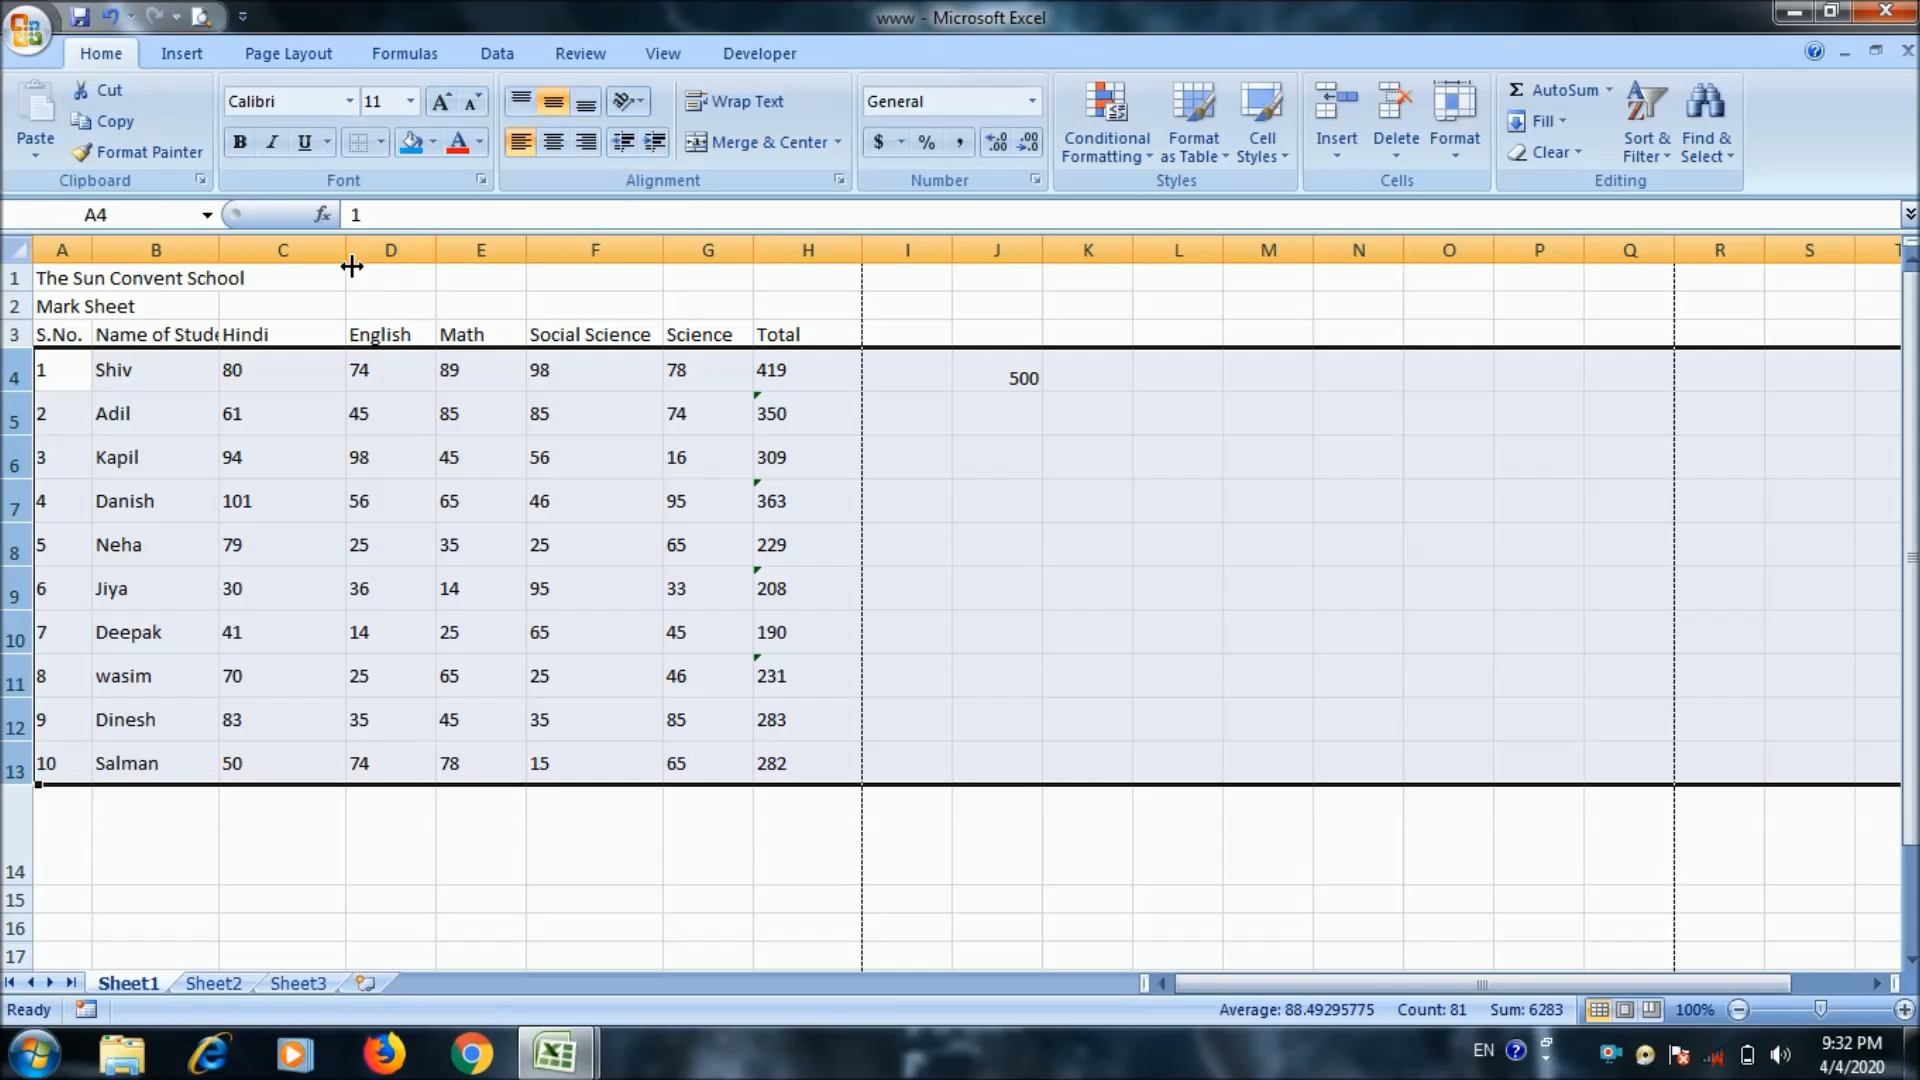 www - Microsoft Excel
Home Insert Page Layout Formulas Data Review View Developer
Paste
Cut
Copy
Format Painter
Clipboard
Calibri 11
B I U
Font
Wrap Text
Merge & Center
Alignment
General
$ % ,
Number
Conditional Formatting
Format as Table
Cell Styles
Styles
Insert
Delete
Format
Cells
AutoSum
Fill
Clear
Sort & Filter
Find & Select
Editing
A4 fx 1
A B C D E F G H I J K L M N O P Q R S T
1 The Sun Convent School
2 Mark Sheet
3 S.No. Name of Stude Hindi English Math Social Science Science Total
4 1 Shiv 80 74 89 98 78 419 500
5 2 Adil 61 45 85 85 74 350
6 3 Kapil 94 98 45 56 16 309
7 4 Danish 101 56 65 46 95 363
8 5 Neha 79 25 35 25 65 229
9 6 Jiya 30 36 14 95 33 208
10 7 Deepak 41 14 25 65 45 190
11 8 wasim 70 25 65 25 46 231
12 9 Dinesh 83 35 45 35 85 283
13 10 Salman 50 74 78 15 65 282
14
15
16
17
Sheet1 Sheet2 Sheet3
Ready Average: 88.49295775 Count: 81 Sum: 6283 100%
EN 9:32 PM
4/4/2020